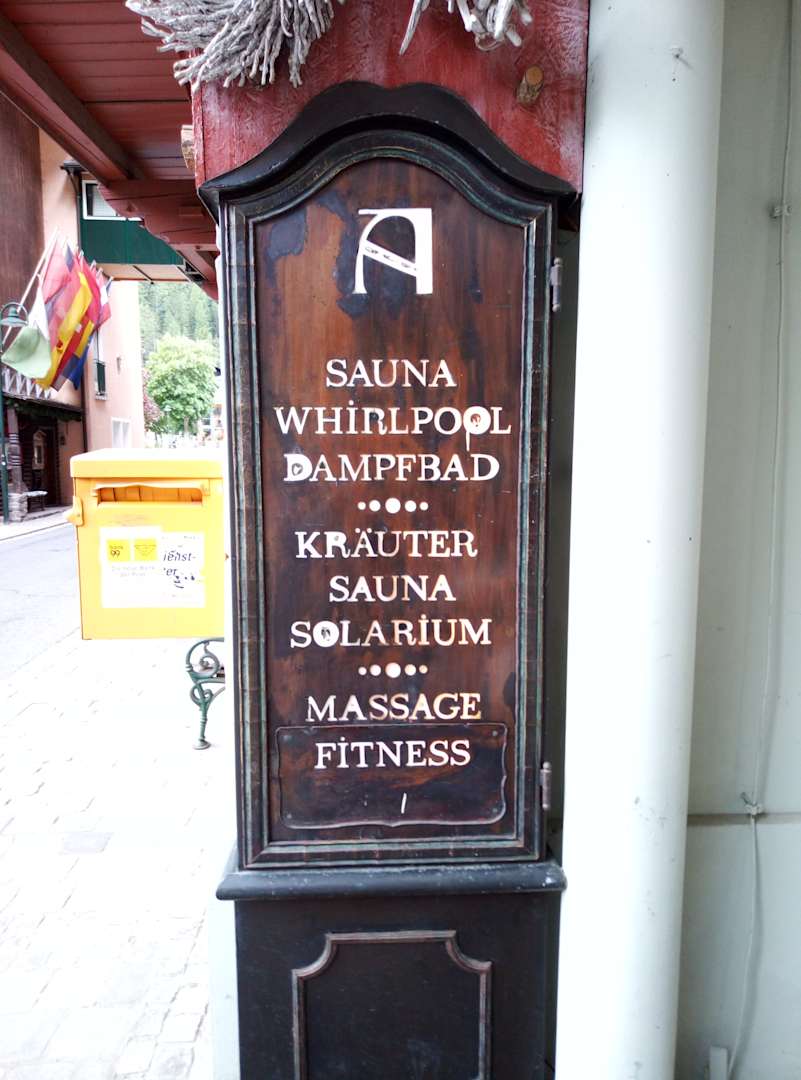 A
SAUNA
WHIRLPOOL
DAMPFBAD
KRÄUTER
SAUNA
SOLARIUM
MASSAGE
FITNESS